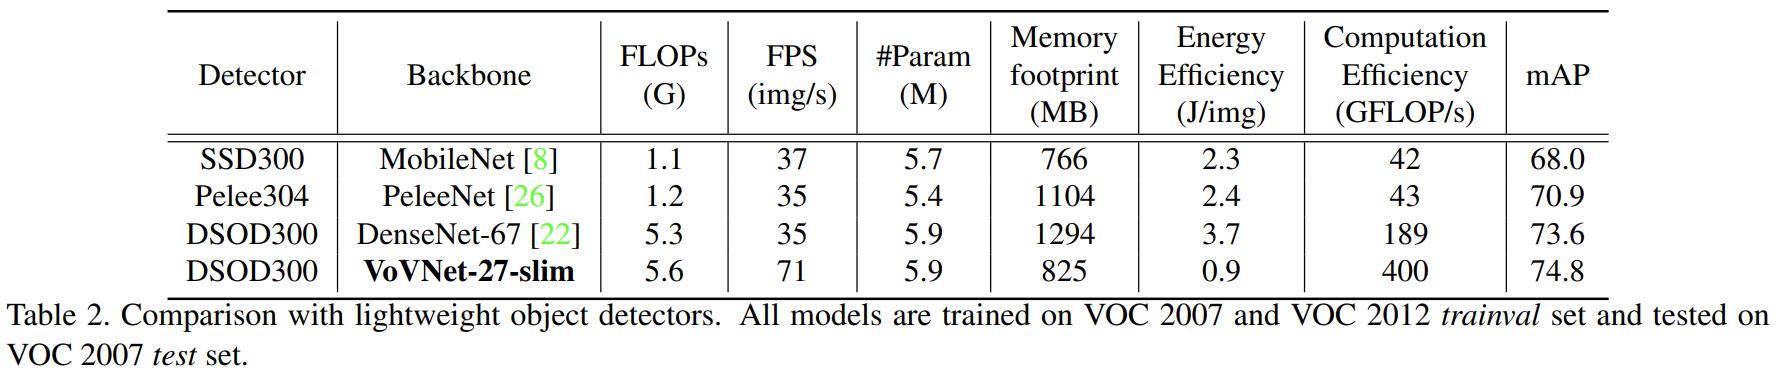 Detector Backbone FLOPs (G) FPS (img/s) #Param (M) Memory footprint (MB) Energy Efficiency (J/img) Computation Efficiency (GFLOP/s) mAP
SSD300 MobileNet [8] 1.1 37 5.7 766 2.3 42 68.0
Pelee304 PeleeNet [26] 1.2 35 5.4 1104 2.4 43 70.9
DSOD300 DenseNet-67 [22] 5.3 35 5.9 1294 3.7 189 73.6
DSOD300 VoVNet-27-slim 5.6 71 5.9 825 0.9 400 74.8
Table 2. Comparison with lightweight object detectors. All models are trained on VOC 2007 and VOC 2012 trainval set and tested on
VOC 2007 test set.